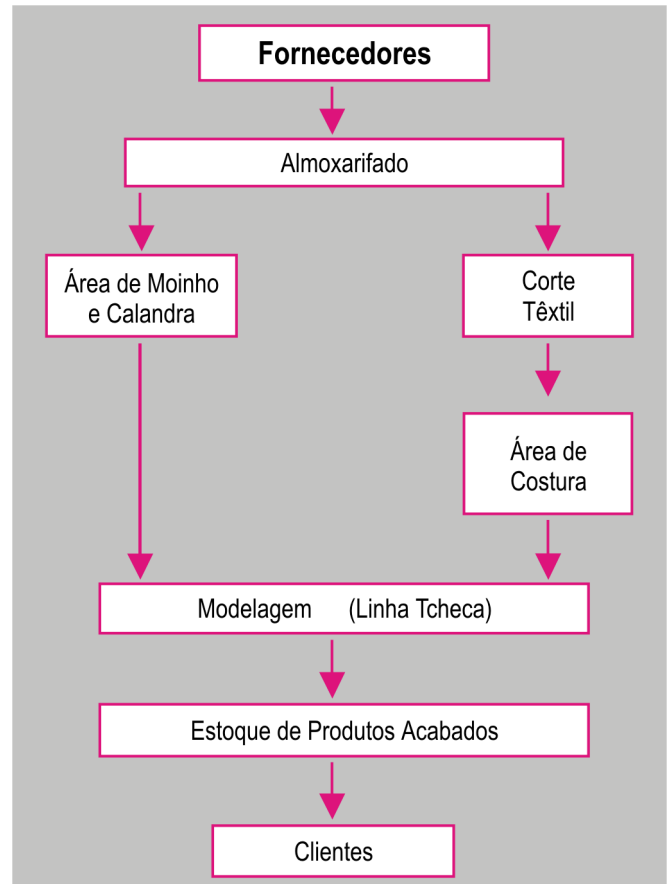 Fornecedores
Almoxarifado
Área de Moinho
e Calandra
Corte
Têxtil
Área de
Costura
Modelagem (Linha Tcheca)
Estoque de Produtos Acabados
Clientes